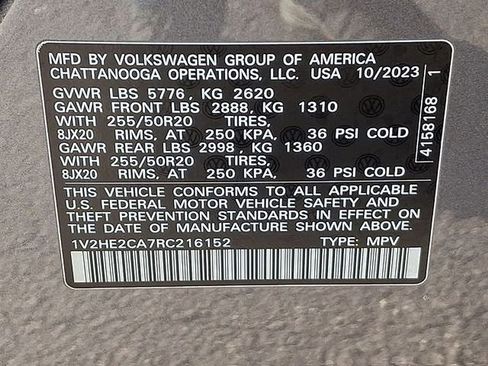 MFD BY VOLKSWAGEN GROUP OF AMERICA
CHATTANOOGA OPERATIONS, LLC. USA 10/2023
GVWR LBS 5776, KG 2620
GAWR FRONT LBS 2888, KG 1310
WITH 255/50R20 TIRES,
8JX20 RIMS, AT 250 KPA, 36 PSI COLD
GAWR REAR LBS 2998, KG 1360
WITH 255/50R20 TIRES,
8JX20 RIMS, AT 250 KPA, 36 PSI COLD
THIS VEHICLE CONFORMS TO ALL APPLICABLE
U.S. FEDERAL MOTOR VEHICLE SAFETY AND
THEFT PREVENTION STANDARDS IN EFFECT ON
THE DATE OF MANUFACTURE SHOWN ABOVE.
1V2HE2CA7RC216152 TYPE: MPV
4158168 1